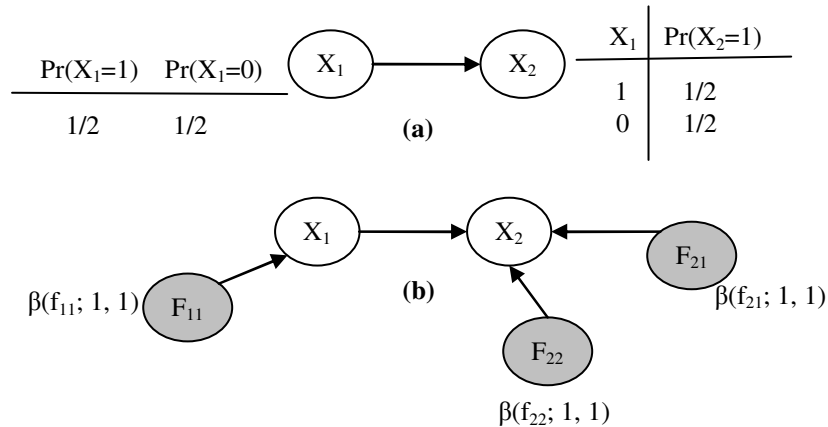 Pr(X₁=1) Pr(X₁=0)
1/2 1/2
X₁
X₂
X₁ Pr(X₂=1)
1 1/2
0 1/2
(a)
X₁
X₂
F₁₁
β(f₁₁; 1, 1)
(b)
F₂₁
β(f₂₁; 1, 1)
F₂₂
β(f₂₂; 1, 1)